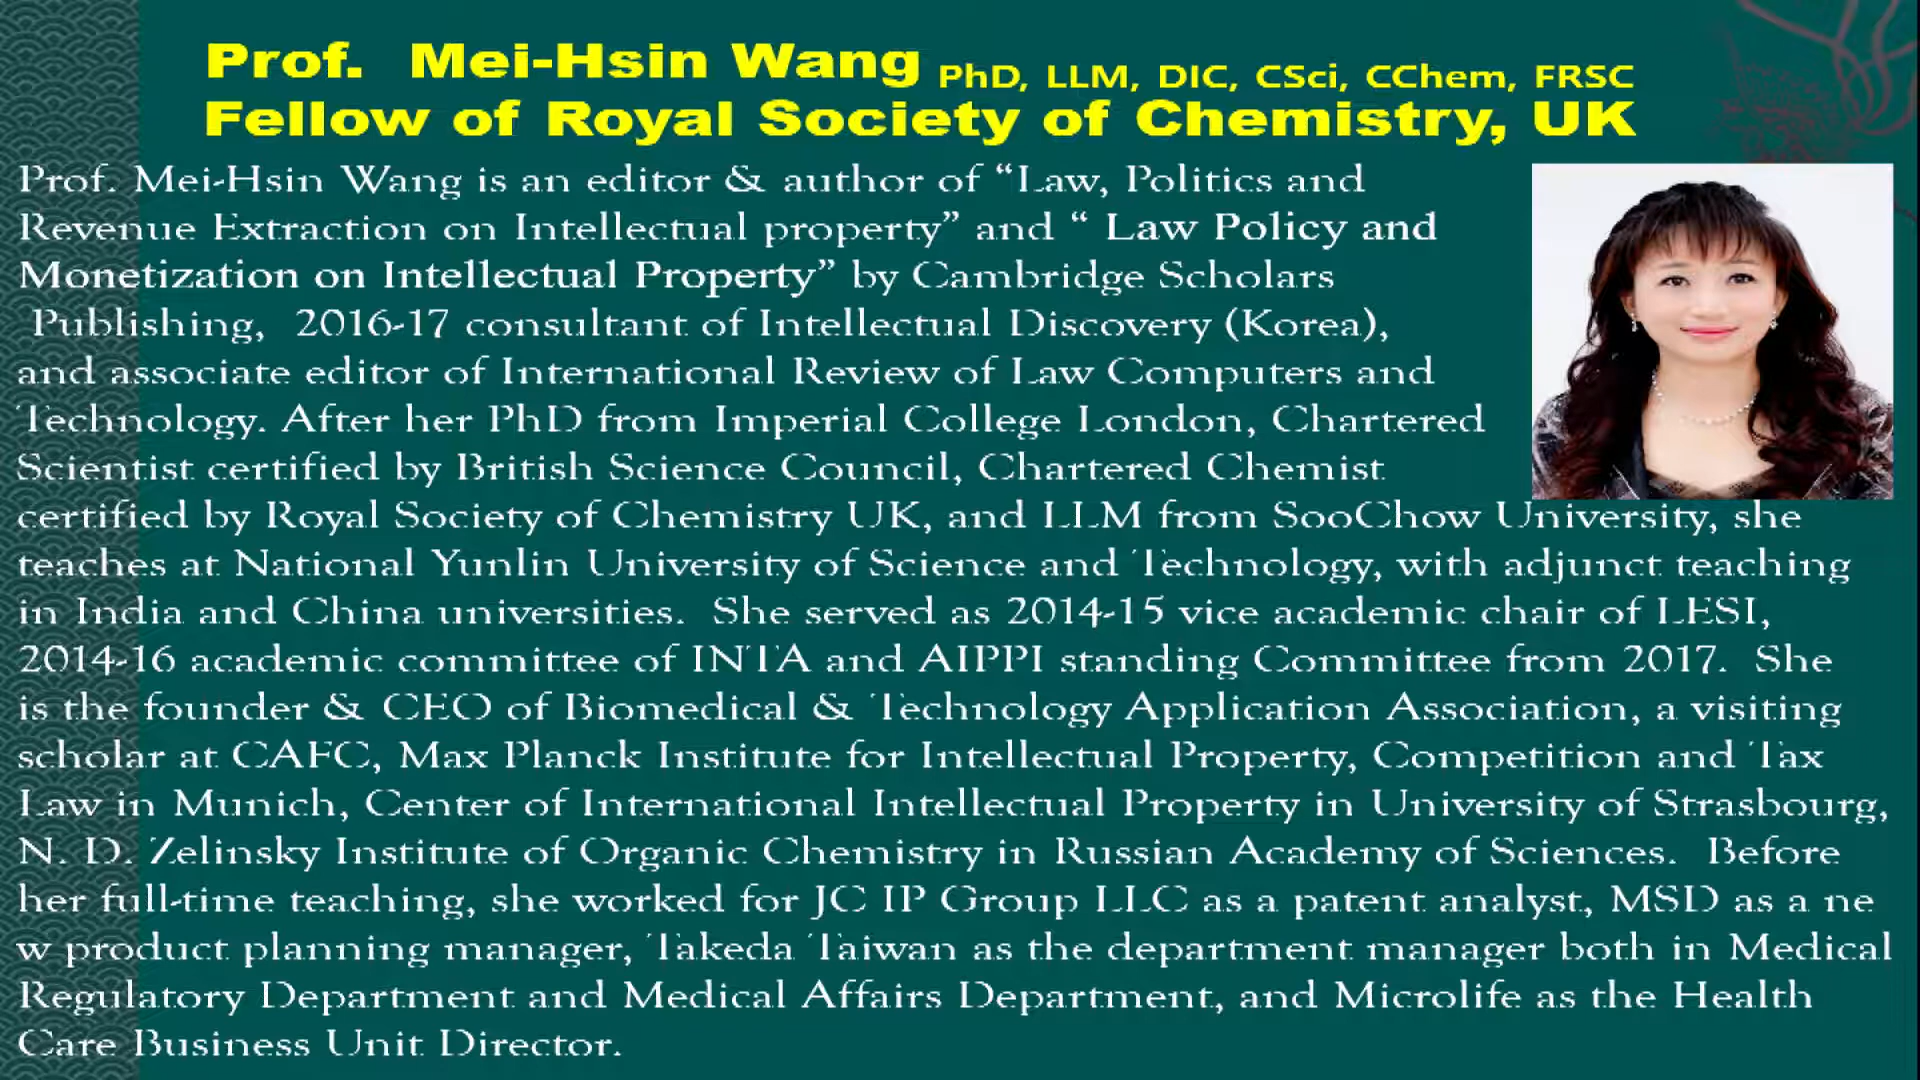 Prof. Mei-Hsin Wang PhD, LLM, DIC, CSci, CChem, FRSC
Fellow of Royal Society of Chemistry, UK
Prof. Mei-Hsin Wang is an editor & author of “Law, Politics and
Revenue Extraction on Intellectual property” and “ Law Policy and
Monetization on Intellectual Property” by Cambridge Scholars
Publishing, 2016-17 consultant of Intellectual Discovery (Korea),
and associate editor of International Review of Law Computers and
Technology. After her PhD from Imperial College London, Chartered
Scientist certified by British Science Council, Chartered Chemist
certified by Royal Society of Chemistry UK, and LLM from SooChow University, she
teaches at National Yunlin University of Science and Technology, with adjunct teaching
in India and China universities. She served as 2014-15 vice academic chair of LESI,
2014-16 academic committee of INTA and AIPPI standing Committee from 2017. She
is the founder & CEO of Biomedical & Technology Application Association, a visiting
scholar at CAFC, Max Planck Institute for Intellectual Property, Competition and Tax
Law in Munich, Center of International Intellectual Property in University of Strasbourg,
N. D. Zelinsky Institute of Organic Chemistry in Russian Academy of Sciences. Before
her full-time teaching, she worked for JC IP Group LLC as a patent analyst, MSD as a ne
w product planning manager, Takeda Taiwan as the department manager both in Medical
Regulatory Department and Medical Affairs Department, and Microlife as the Health
Care Business Unit Director.